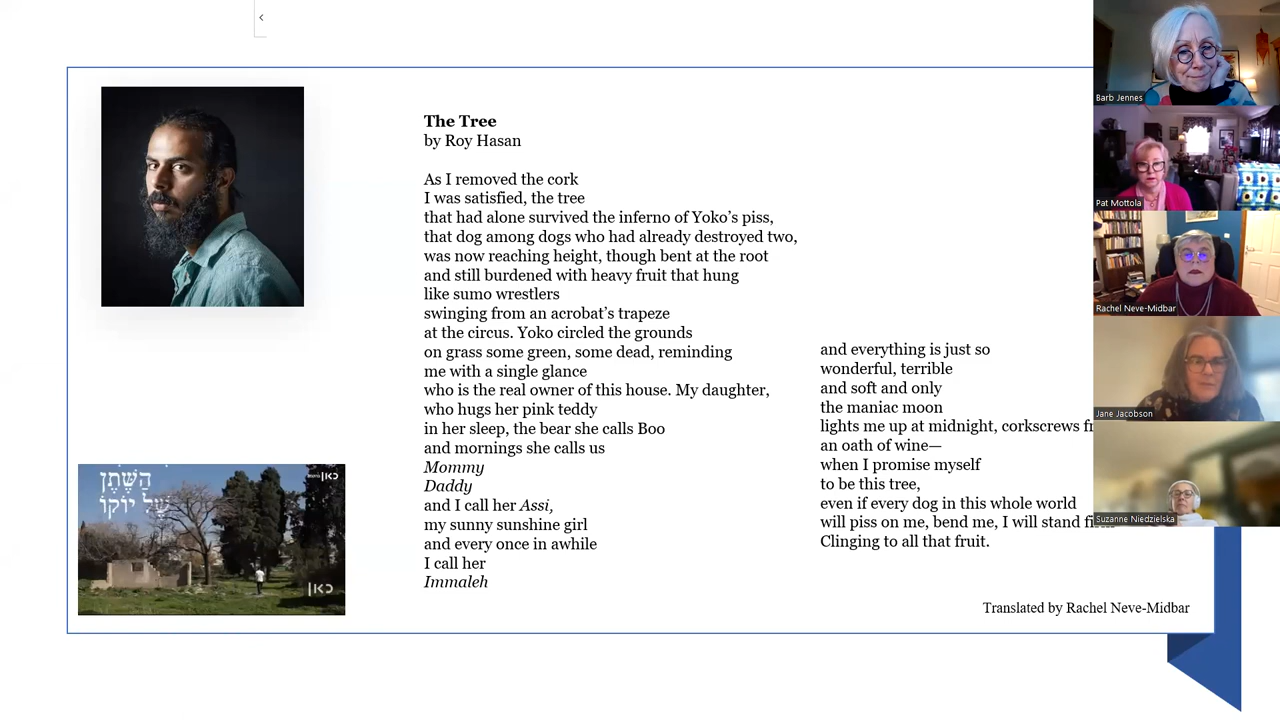 The Tree
by Roy Hasan
As I removed the cork
I was satisfied, the tree
that had alone survived the inferno of Yoko’s piss,
that dog among dogs who had already destroyed two,
was now reaching height, though bent at the root
and still burdened with heavy fruit that hung
like sumo wrestlers
swinging from an acrobat’s trapeze
at the circus. Yoko circled the grounds
on grass some green, some dead, reminding
me with a single glance
who is the real owner of this house. My daughter,
who hugs her pink teddy
in her sleep, the bear she calls Boo
and mornings she calls us
Mommy
Daddy
and I call her Assi,
my sunny sunshine girl
and every once in awhile
I call her
Immaleh
and everything is just so
wonderful, terrible
and soft and only
the maniac moon
lights me up at midnight, corkscrews
an oath of wine—
when I promise myself
to be this tree,
even if every dog in this whole world
will piss on me, bend me, I will stand
Clinging to all that fruit.
Translated by Rachel Neve-Midbar
הַשֶּׁתֶן
שֶׁל יוֹקוֹ
כאן
כאן
Barb Jennes
Pat Mottola
Rachel Neve-Midbar
Jane Jacobson
Suzanne Niedzielska